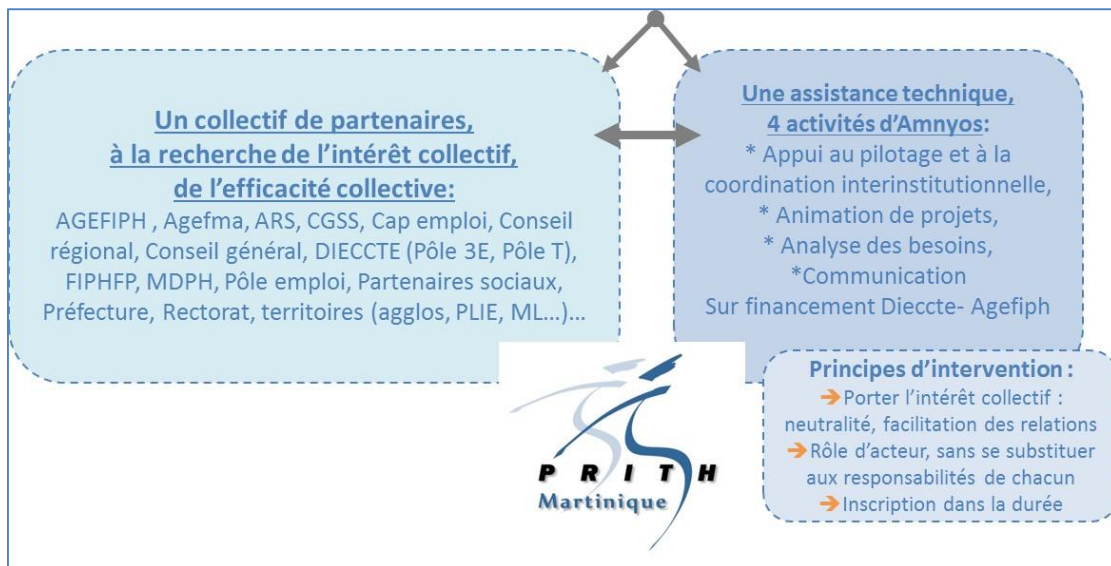 Un collectif de partenaires,
à la recherche de l’intérêt collectif,
de l’efficacité collective:
AGEFIPH , Agefma, ARS, CGSS, Cap emploi, Conseil
régional, Conseil général, DIECCTE (Pôle 3E, Pôle T),
FIPHFP, MDPH, Pôle emploi, Partenaires sociaux,
Préfecture, Rectorat, territoires (agglos, PLIE, ML…)…
Une assistance technique,
4 activités d’Amnyos:
* Appui au pilotage et à la
coordination interinstitutionnelle,
* Animation de projets,
* Analyse des besoins,
*Communication
Sur financement Dieccte- Agefiph
Principes d’intervention :
➔ Porter l’intérêt collectif :
neutralité, facilitation des relations
➔ Rôle d’acteur, sans se substituer
aux responsabilités de chacun
➔ Inscription dans la durée
PRITH
Martinique